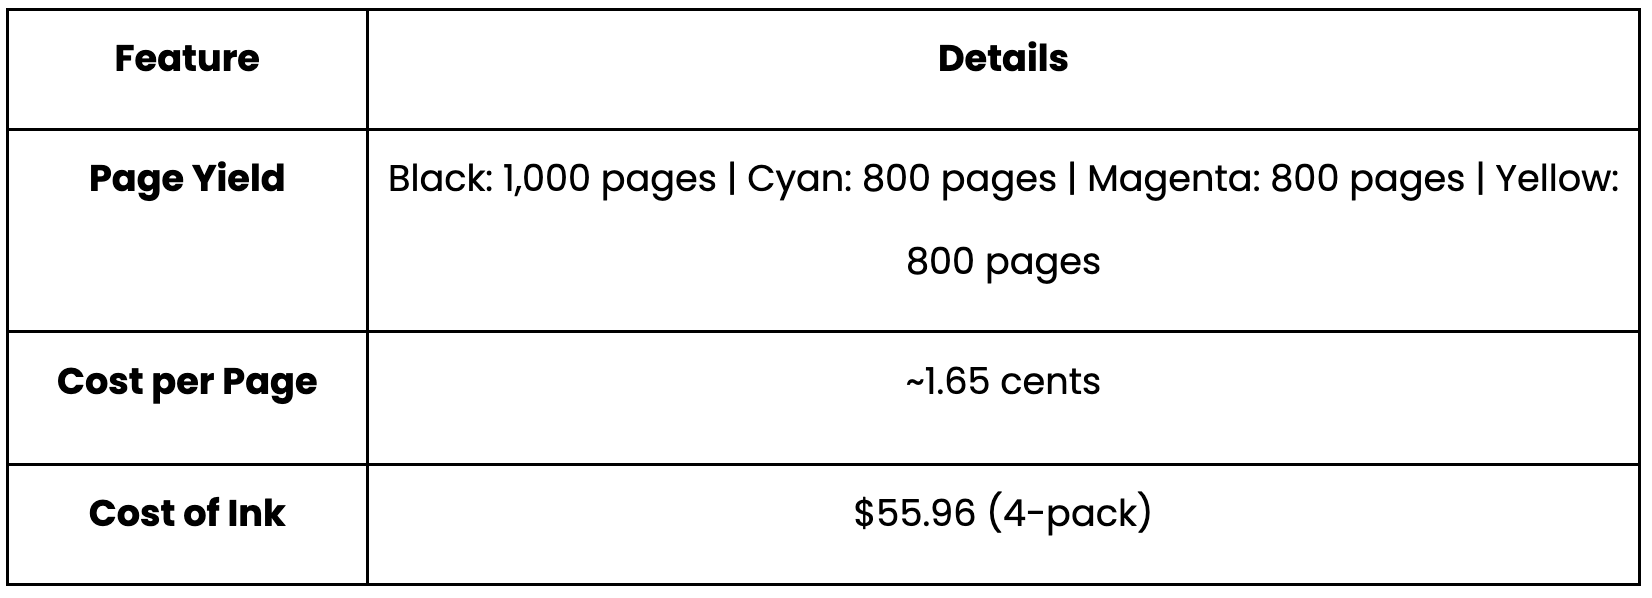 Feature Details
Page Yield Black: 1,000 pages | Cyan: 800 pages | Magenta: 800 pages | Yellow:
800 pages
Cost per Page ~1.65 cents
Cost of Ink $55.96 (4-pack)